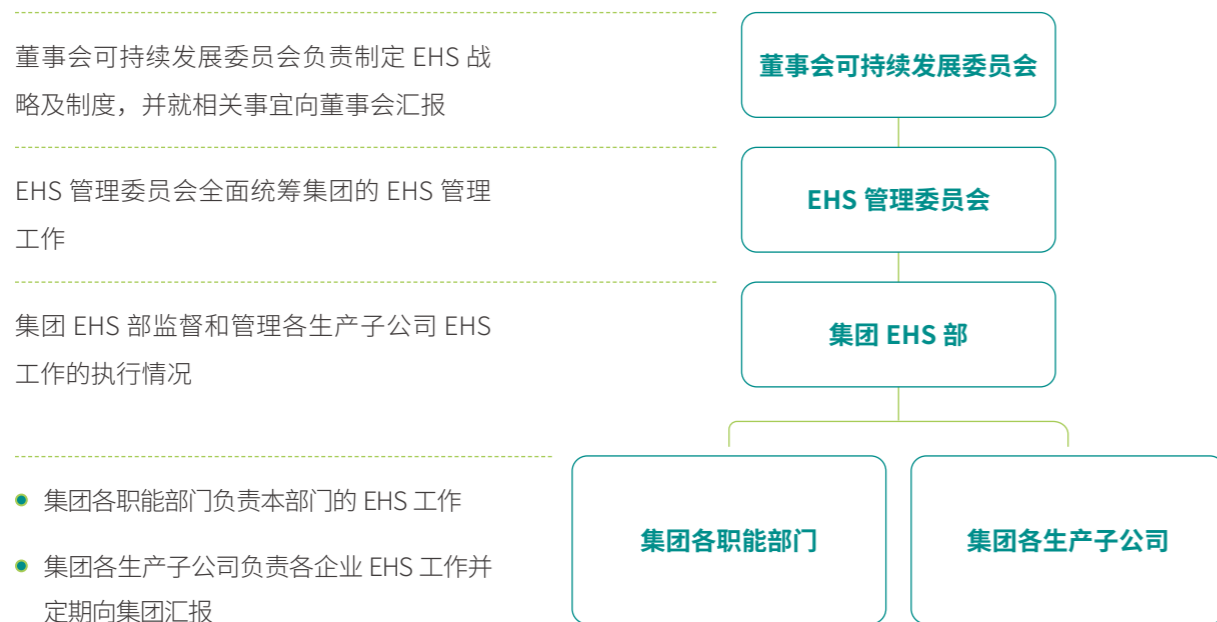 董事会可持续发展委员会负责制定 EHS 战
略及制度，并就相关事宜向董事会汇报
董事会可持续发展委员会
EHS 管理委员会全面统筹集团的 EHS 管理
工作
EHS 管理委员会
集团 EHS 部监督和管理各生产子公司 EHS
工作的执行情况
集团 EHS 部
集团各职能部门负责本部门的 EHS 工作
集团各生产子公司负责各企业 EHS 工作并
定期向集团汇报
集团各职能部门
集团各生产子公司